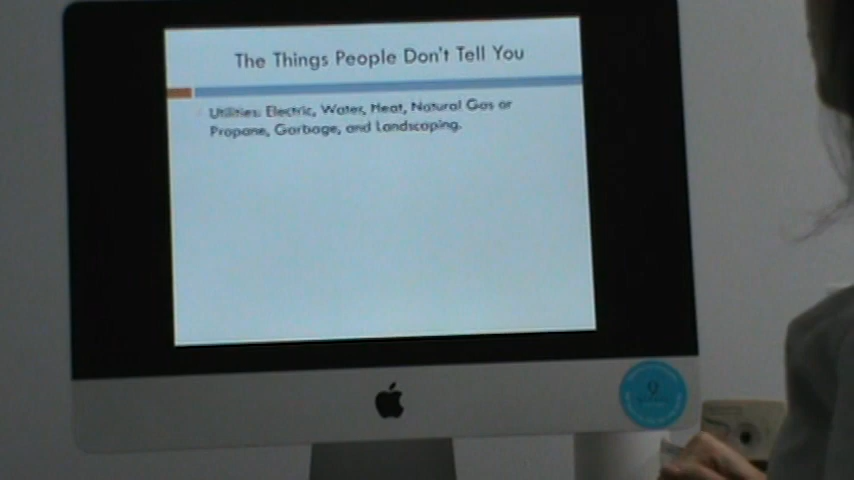 The Things People Don't Tell You
Utilities: Electric, Water, Heat, Natural Gas or
Propane, Garbage, and Landscaping.